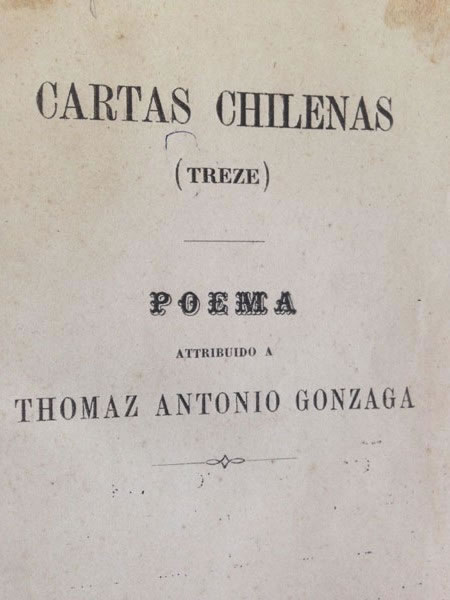 CARTAS CHILENAS
(TREZE)
POEMA
ATTRIBUIDO A
THOMAZ ANTONIO GONZAGA